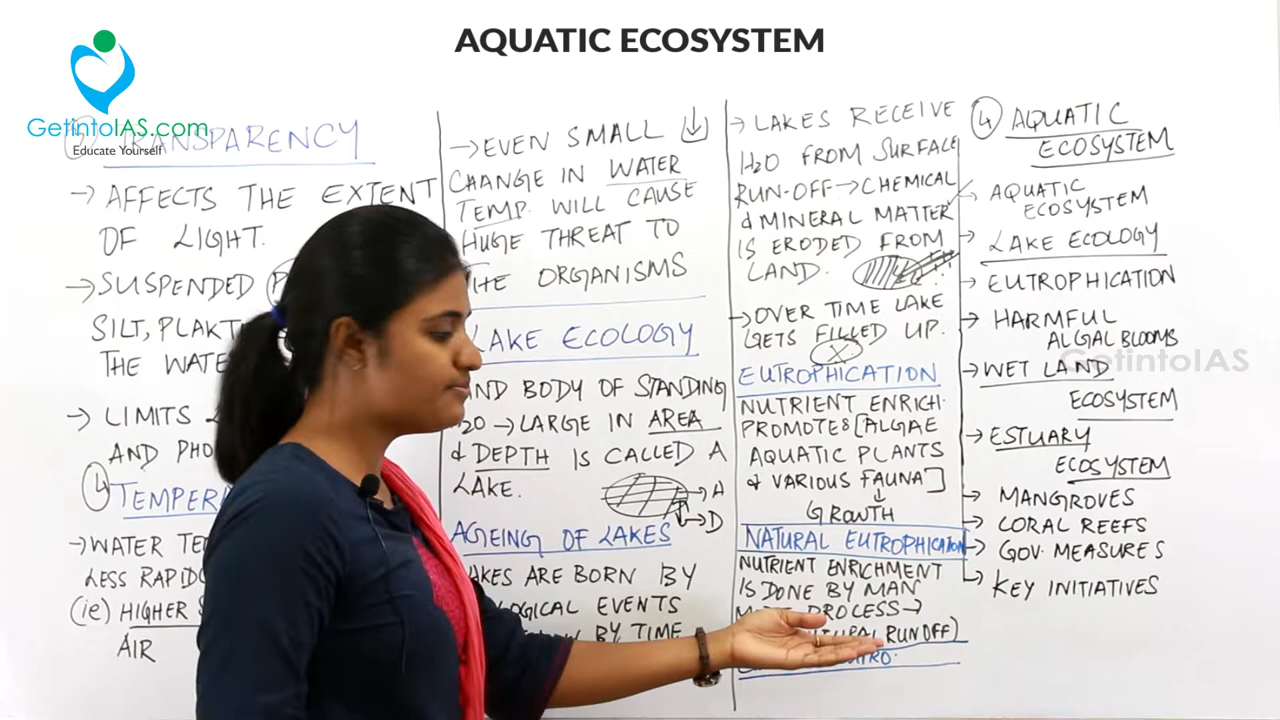 AQUATIC ECOSYSTEM
GetintoIAS.com
Educate Yourself
TRANSPARENCY
→ AFFECTS THE EXTENT
OF LIGHT.
→ SUSPENDED
SILT, PLAKT
THE WATE
→ LIMITS
AND PHO
4 TEMPER
→ WATER TE
LESS RAPID
(ie) HIGHER
AIR
→ EVEN SMALL
CHANGE IN WATER
TEMP. WILL CAUSE
HUGE THREAT TO
THE ORGANISMS
LAKE ECOLOGY
AND BODY OF STANDING
H2O → LARGE IN AREA
& DEPTH IS CALLED A
LAKE.
→ A
→ D
AGEING OF LAKES
LAKES ARE BORN BY
LOGICAL EVENTS
BY TIME
→ LAKES RECEIVE
H2O FROM SURFACE
RUN-OFF → CHEMICAL
& MINERAL MATTER
IS ERODED FROM
LAND.
→ OVER TIME LAKE
GETS FILLED UP.
X
EUTROPHICATION
NUTRIENT ENRICH.
PROMOTES [ALGAE
AQUATIC PLANTS
& VARIOUS FAUNA]
↓
GROWTH
NATURAL EUTROPHICATION
NUTRIENT ENRICHMENT
IS DONE BY MAN
PROCESS →
RUNOFF)
4 AQUATIC
ECOSYSTEM
→ AQUATIC
ECOSYSTEM
→ LAKE ECOLOGY
→ EUTROPHICATION
→ HARMFUL
ALGAL BLOOMS
GetintoIAS
→ WET LAND
ECOSYSTEM
→ ESTUARY
ECOSYSTEM
→ MANGROVES
→ CORAL REEFS
→ GOV. MEASURES
→ KEY INITIATIVES